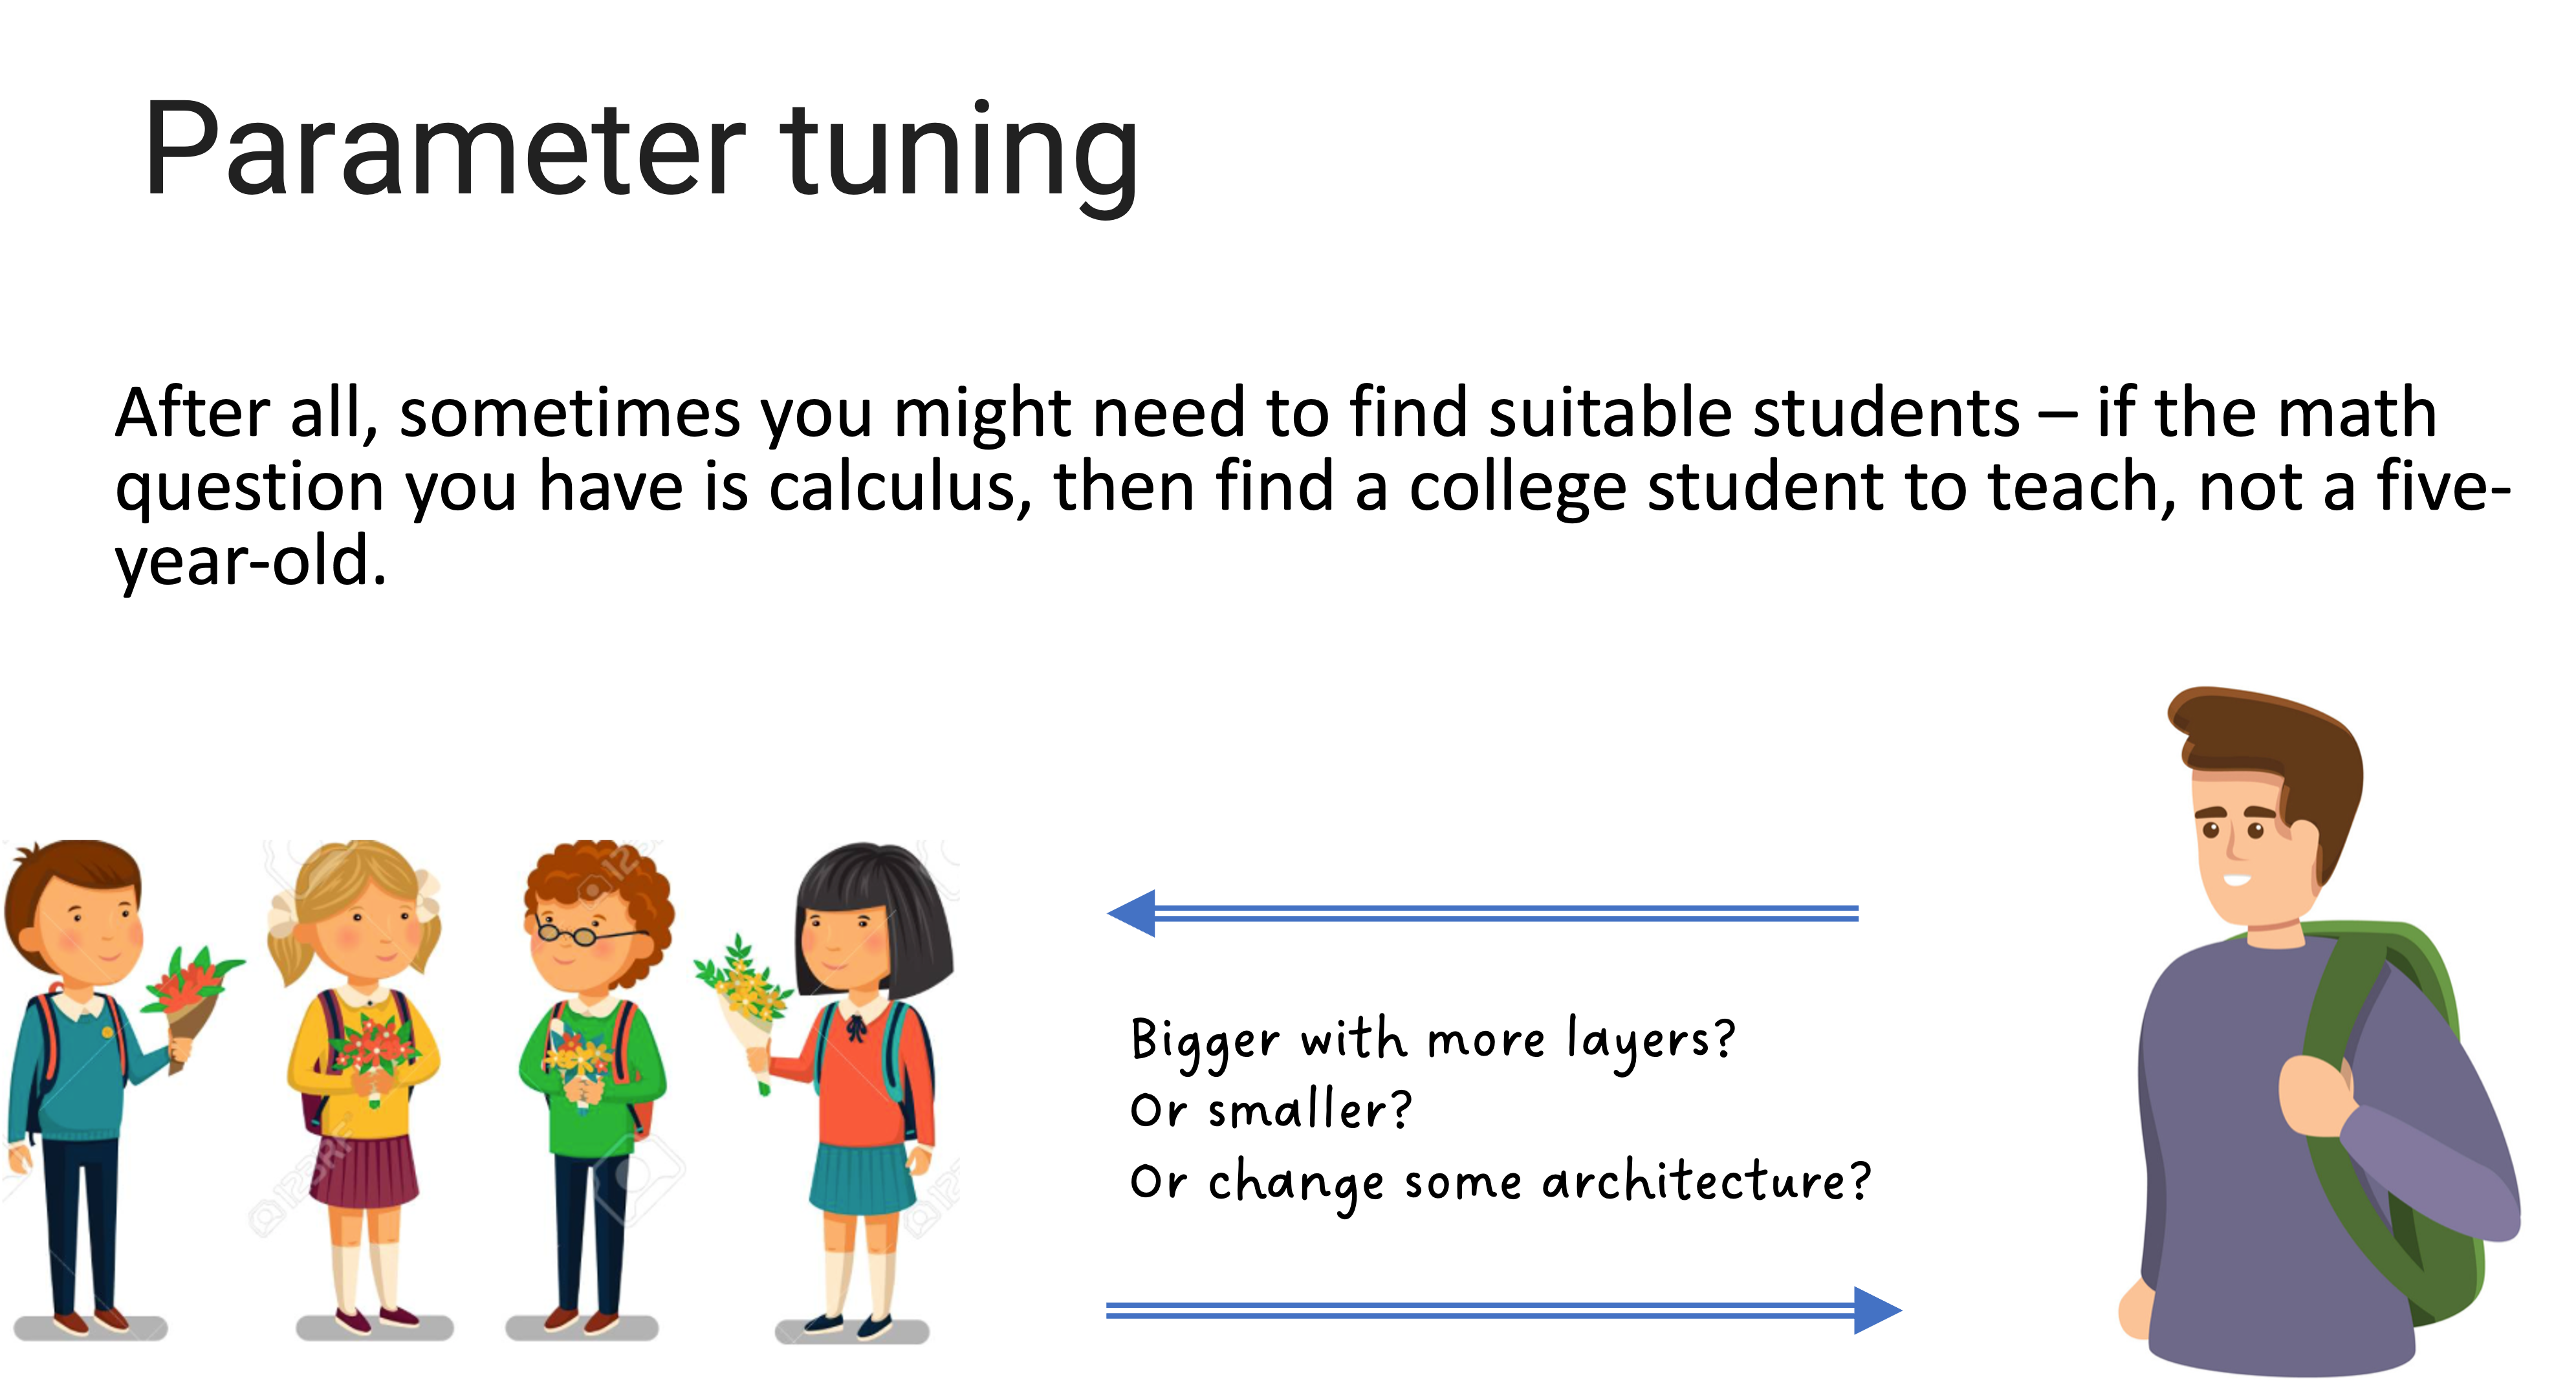 Parameter tuning
After all, sometimes you might need to find suitable students – if the math
question you have is calculus, then find a college student to teach, not a five-
year-old.
Bigger with more layers?
Or smaller?
Or change some architecture?